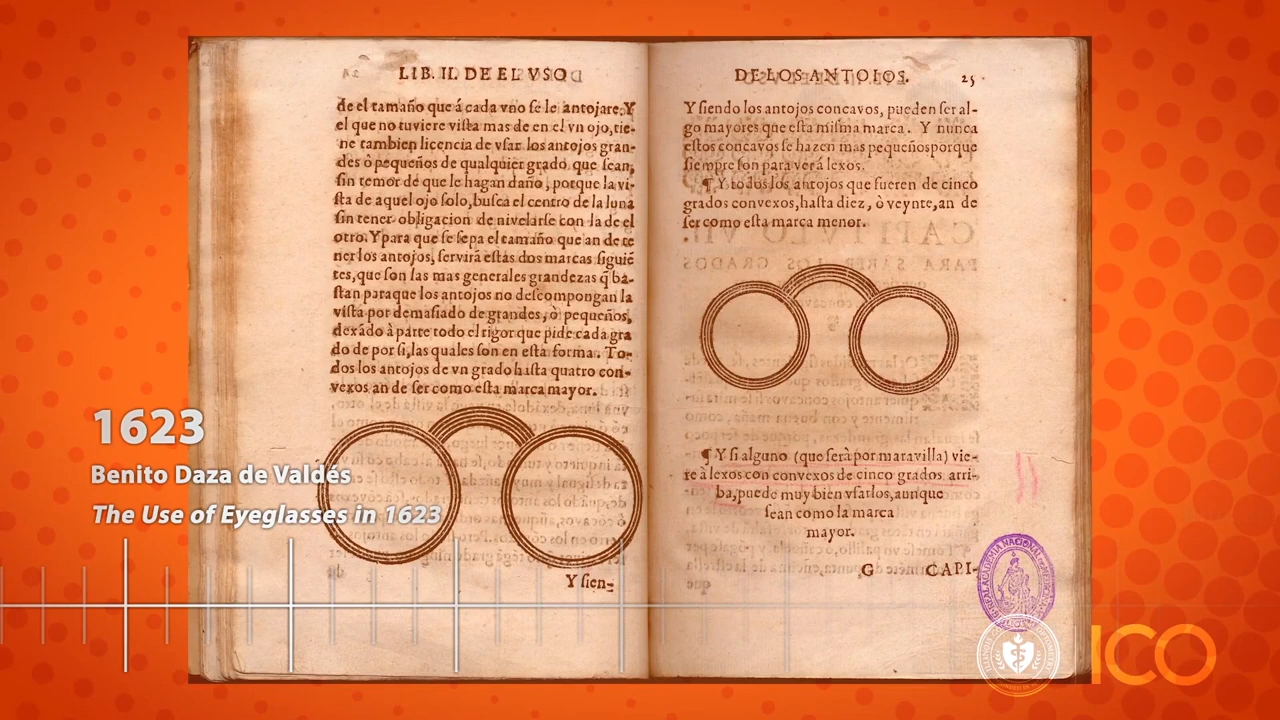 LIB. II. DE EL VSO
de el tamaño que á cada vno ſe le antojare. Y
el que no tuviere viſta mas de en el vn ojo, tie-
ne tambien licencia de vſar los antojos gran-
des ò pequeños de qualquier grado que ſean,
ſin temor de que le hagan daño, porque la vi-
ſta de aquel ojo ſolo, buſca el centro de la luna
ſin tener obligacion de nivelarſe con la de el
otro. Y para que ſe ſepa el tamaño que an de te
ner los antojos, ſervirà eſtas dos marcas ſiguiẽ
tes, que ſon las mas generales grandezas q̃ ba-
ſtan paraque los antojos no deſcompongan la
viſta por demaſiado de grandes, ò pequeños,
dexãdo à parte todo el rigor que pide cada gra
do de por ſi, las quales ſon en eſta forma. To-
dos los antojos de vn grado haſta quatro con-
vexos an de ſer como eſta marca mayor.
Y ſien-
DE LOS ANTOIOS. 25
Y ſiendo los antojos concavos, pueden ſer al-
go mayores que eſta miſma marca. Y nunca
eſtos concavos ſe hazen mas pequeños porque
ſiempre ſon para ver á lexos.
¶ Y todos los antojos que fueren de cinco
grados convexos, haſta diez, ò veynte, an de
ſer como eſta marca menor.
¶ Y ſi alguno (que ſerà por maravilla) vie-
re à lexos con convexos de cinco grados arri-
ba, puede muy bien vſarlos, aunque
ſean como la marca
mayor.
G CAPI-
1623
Benito Daza de Valdés
The Use of Eyeglasses in 1623
ICO